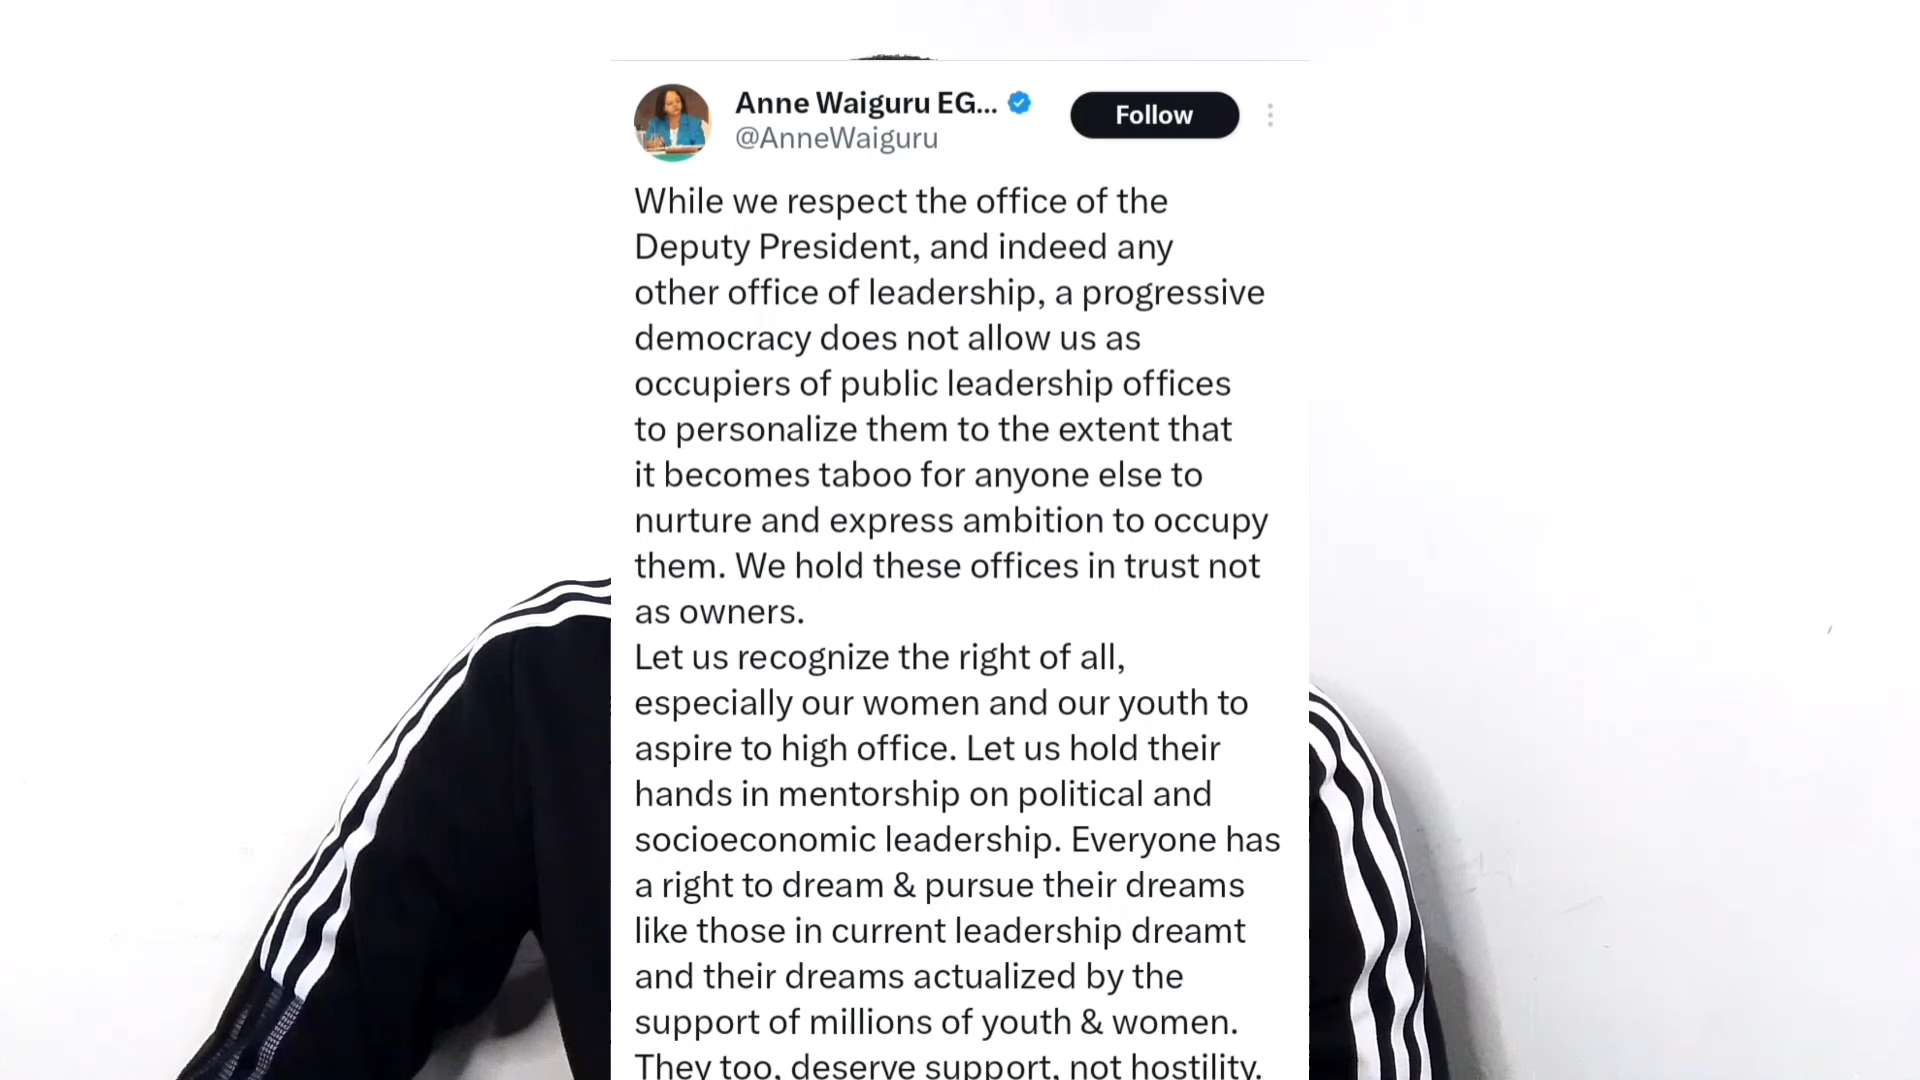 Anne Waiguru EG...
@AnneWaiguru
Follow
While we respect the office of the
Deputy President, and indeed any
other office of leadership, a progressive
democracy does not allow us as
occupiers of public leadership offices
to personalize them to the extent that
it becomes taboo for anyone else to
nurture and express ambition to occupy
them. We hold these offices in trust not
as owners.
Let us recognize the right of all,
especially our women and our youth to
aspire to high office. Let us hold their
hands in mentorship on political and
socioeconomic leadership. Everyone has
a right to dream & pursue their dreams
like those in current leadership dreamt
and their dreams actualized by the
support of millions of youth & women.
They too, deserve support, not hostility.